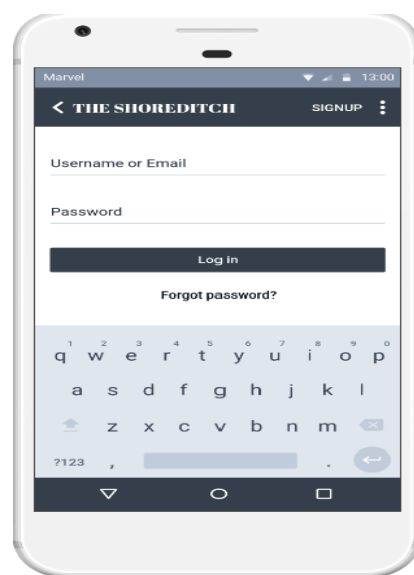 Marvel 13:00
THE SHOREDITCH SIGNUP
Username or Email
Password
Log in
Forgot password?
1 2 3 4 5 6 7 8 9 0
q w e r t y u i o p
a s d f g h j k l
z x c v b n m
?123 , .